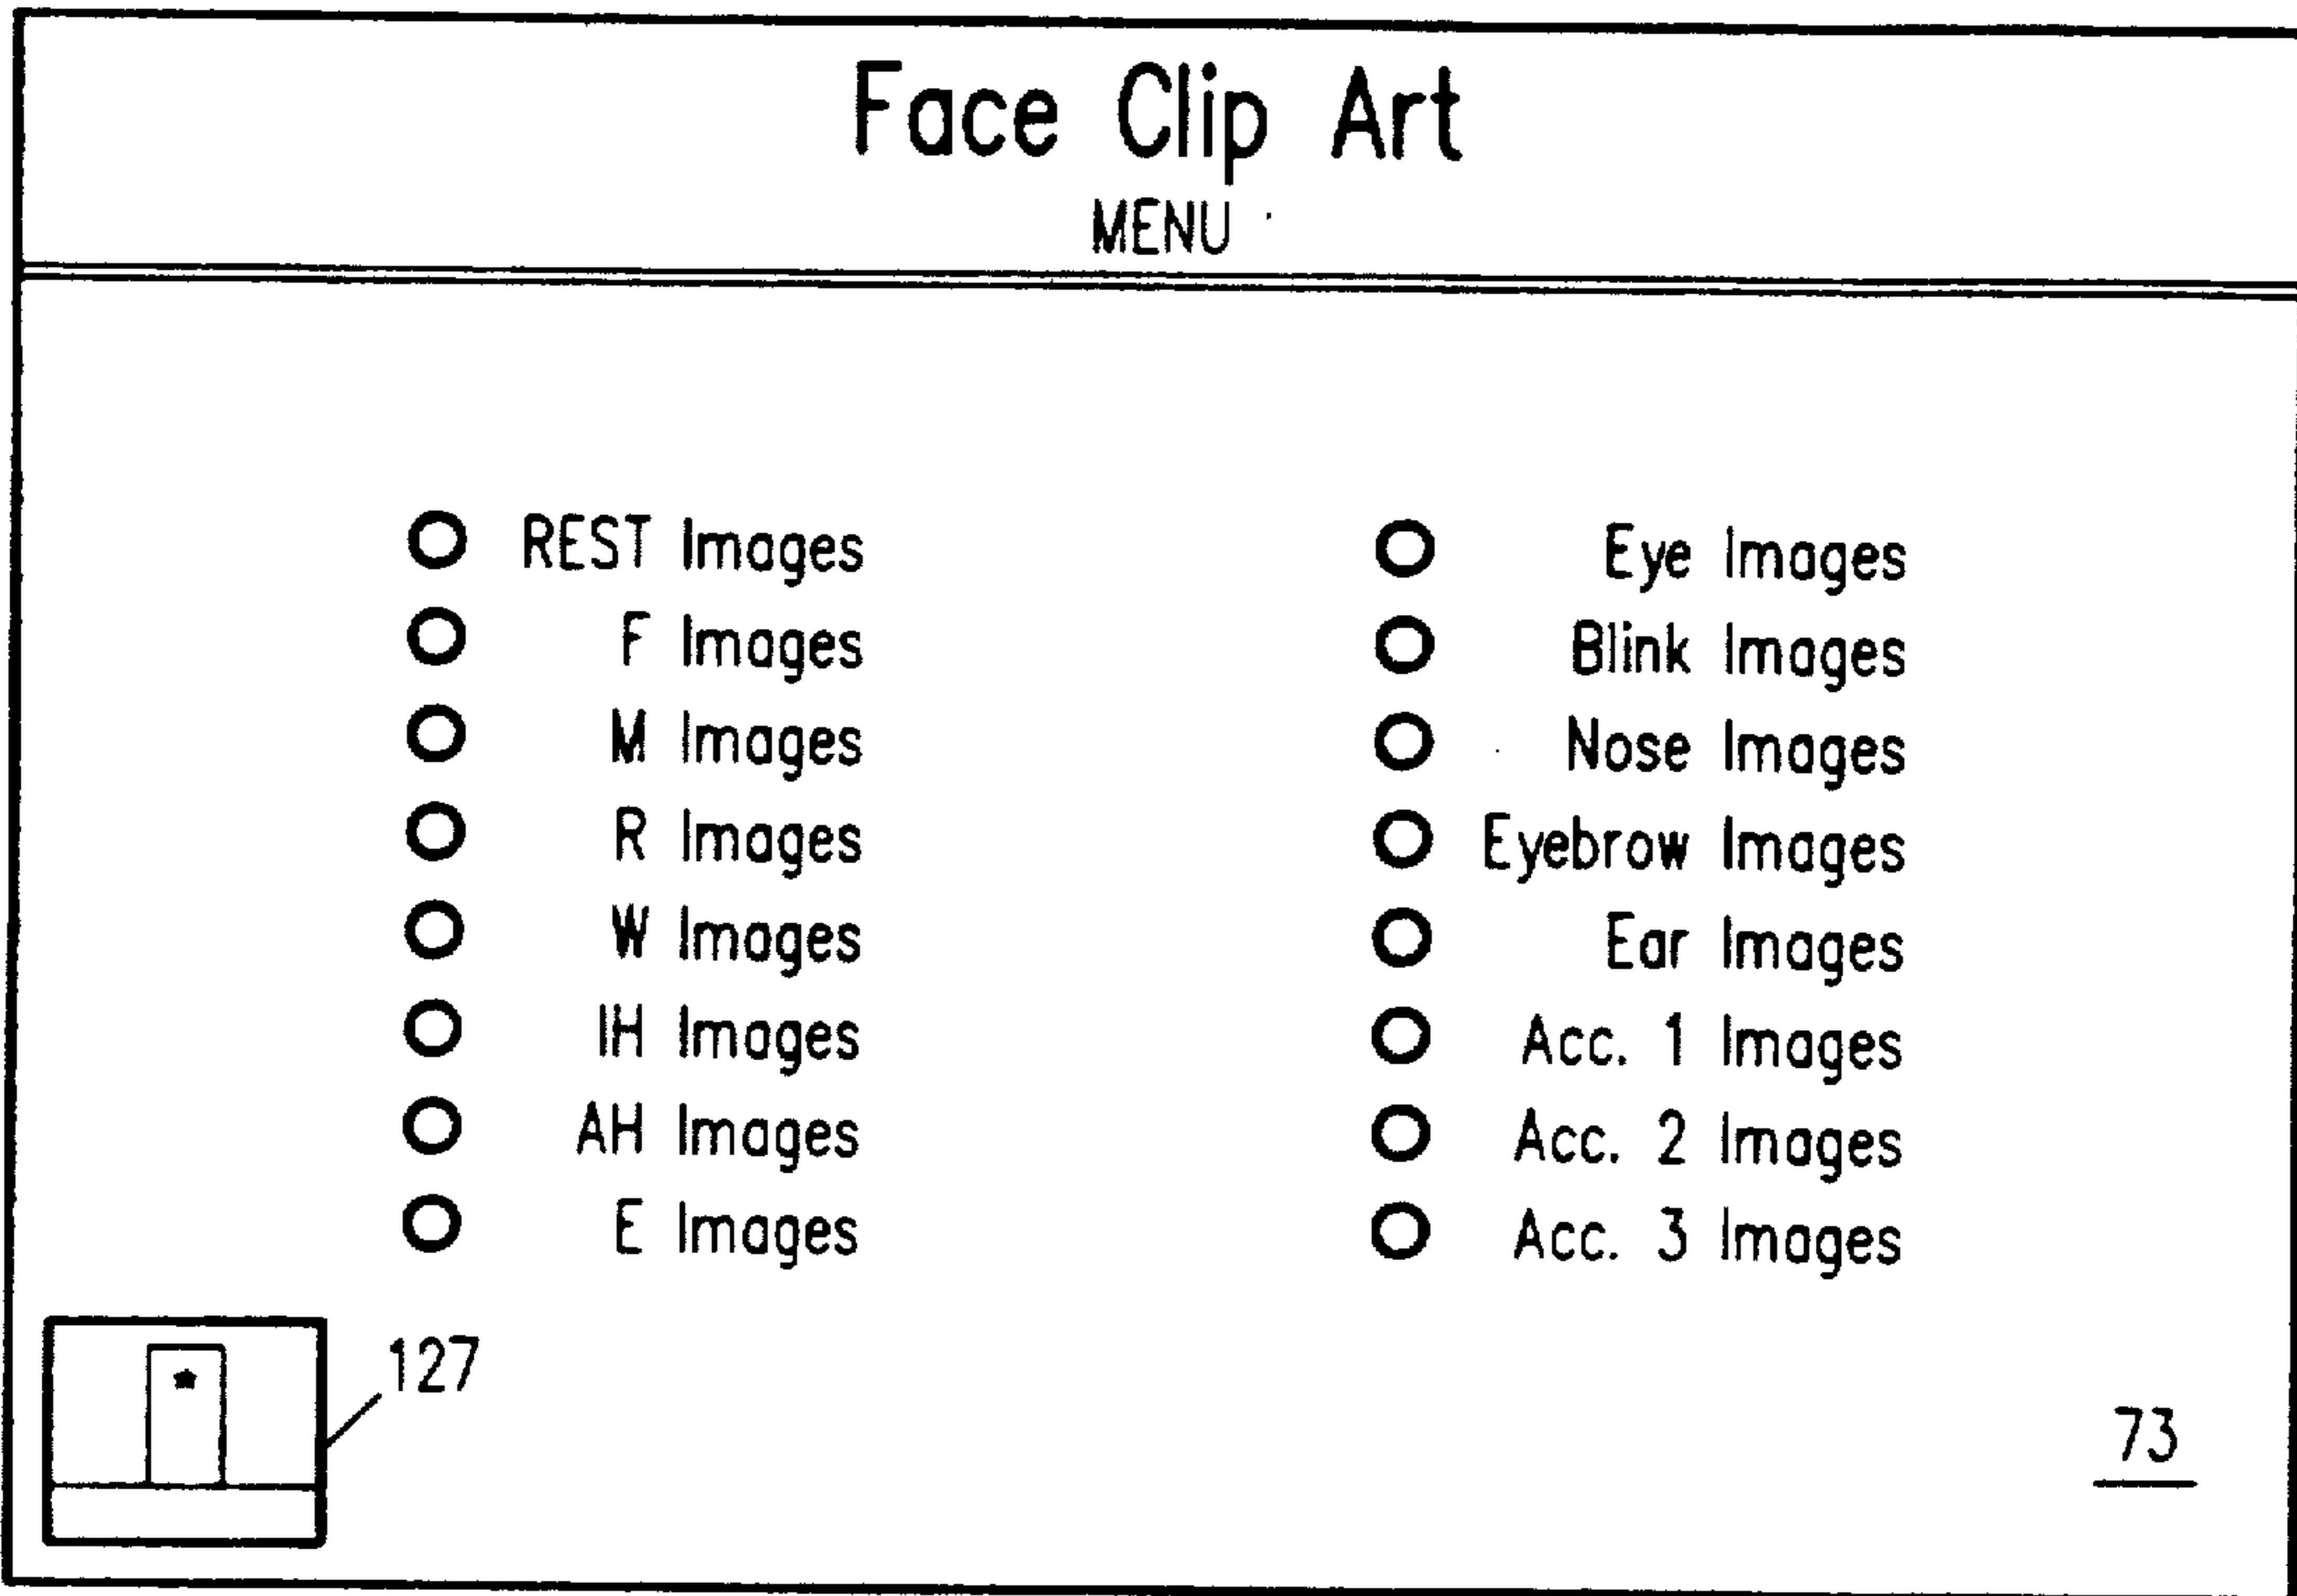 Face Clip Art
MENU
REST Images
F Images
M Images
R Images
W Images
IH Images
AH Images
E Images
Eye Images
Blink Images
Nose Images
Eyebrow Images
Ear Images
Acc. 1 Images
Acc. 2 Images
Acc. 3 Images
127
73